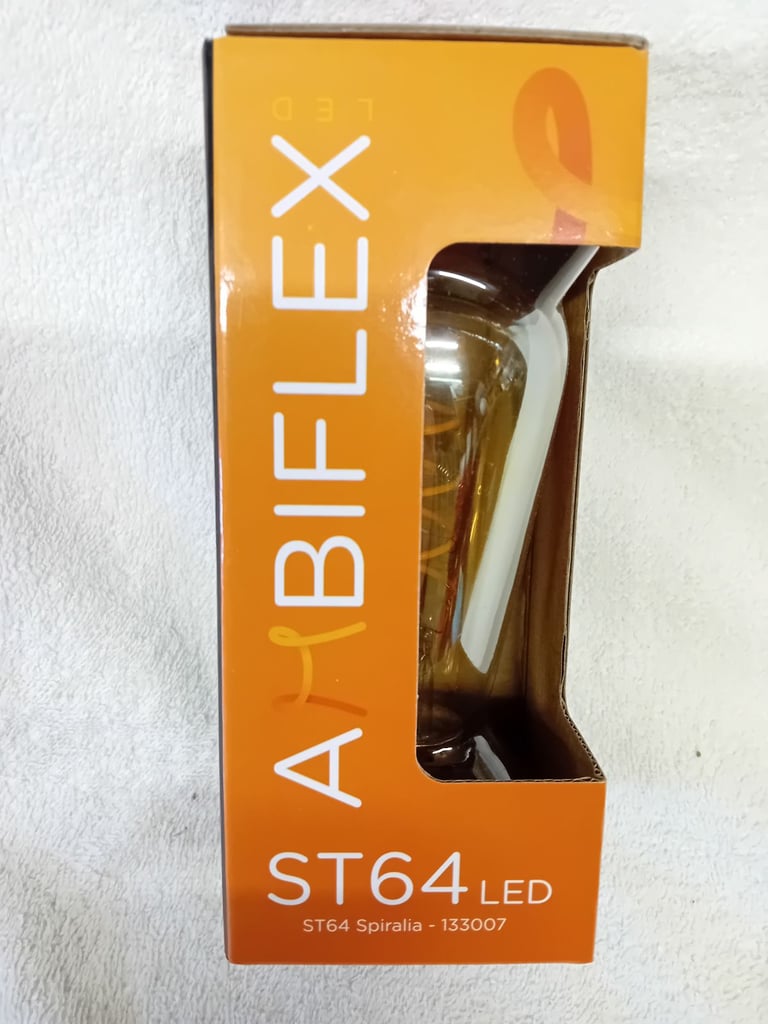 LED
AMBIFLEX
ST64 LED
ST64 Spiralia - 133007